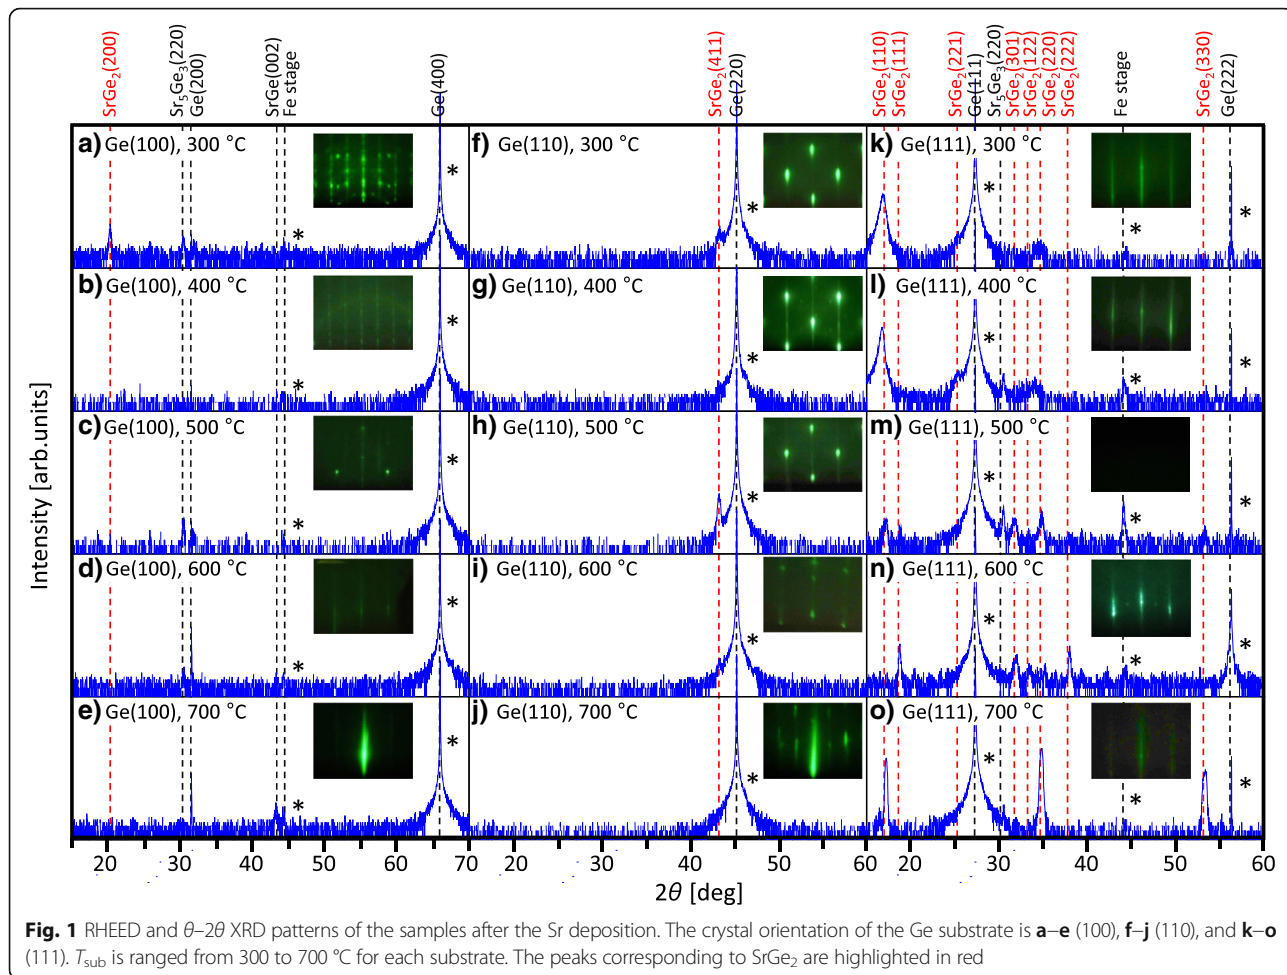 SrGe₂(200)
Sr₅Ge₃(220)
Ge(200)
SrGe(002)
Fe stage
Ge(400)
SrGe₂(411)
Ge(220)
SrGe₂(110)
SrGe₂(111)
SrGe₂(221)
Ge(111)
Sr₅Ge₃(220)
SrGe₂(301)
SrGe₂(122)
SrGe₂(220)
SrGe₂(222)
Fe stage
SrGe₂(330)
Ge(222)
a) Ge(100), 300 °C * *
f) Ge(110), 300 °C *
k) Ge(111), 300 °C * * *
b) Ge(100), 400 °C * *
g) Ge(110), 400 °C *
l) Ge(111), 400 °C * * *
c) Ge(100), 500 °C * *
h) Ge(110), 500 °C *
m) Ge(111), 500 °C * * *
d) Ge(100), 600 °C * *
i) Ge(110), 600 °C *
n) Ge(111), 600 °C * * *
e) Ge(100), 700 °C * *
j) Ge(110), 700 °C *
o) Ge(111), 700 °C * * *
Intensity [arb.units]
20 30 40 50 60 70 20 30 40 50 60 20 30 40 50 60
2θ [deg]
Fig. 1 RHEED and θ–2θ XRD patterns of the samples after the Sr deposition. The crystal orientation of the Ge substrate is a–e (100), f–j (110), and k–o
(111). Tsub is ranged from 300 to 700 °C for each substrate. The peaks corresponding to SrGe₂ are highlighted in red